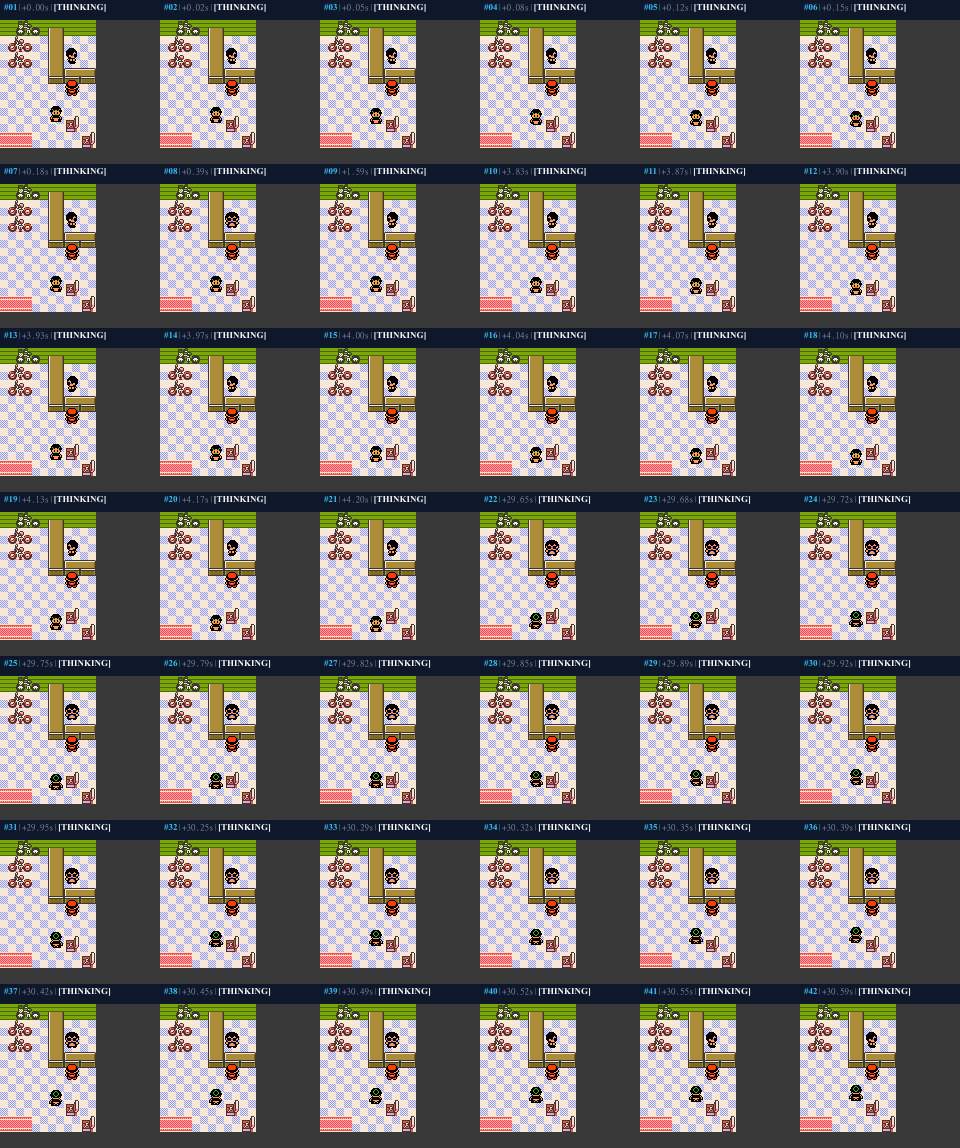 #01|+0.00s|[THINKING] #02|+0.02s|[THINKING] #03|+0.05s|[THINKING] #04|+0.08s|[THINKING] #05|+0.12s|[THINKING] #06|+0.15s|[THINKING]
#07|+0.18s|[THINKING] #08|+0.39s|[THINKING] #09|+1.59s|[THINKING] #10|+3.83s|[THINKING] #11|+3.87s|[THINKING] #12|+3.90s|[THINKING]
#13|+3.93s|[THINKING] #14|+3.97s|[THINKING] #15|+4.00s|[THINKING] #16|+4.04s|[THINKING] #17|+4.07s|[THINKING] #18|+4.10s|[THINKING]
#19|+4.13s|[THINKING] #20|+4.17s|[THINKING] #21|+4.20s|[THINKING] #22|+29.65s|[THINKING] #23|+29.68s|[THINKING] #24|+29.72s|[THINKING]
#25|+29.75s|[THINKING] #26|+29.79s|[THINKING] #27|+29.82s|[THINKING] #28|+29.85s|[THINKING] #29|+29.89s|[THINKING] #30|+29.92s|[THINKING]
#31|+29.95s|[THINKING] #32|+30.25s|[THINKING] #33|+30.29s|[THINKING] #34|+30.32s|[THINKING] #35|+30.35s|[THINKING] #36|+30.39s|[THINKING]
#37|+30.42s|[THINKING] #38|+30.45s|[THINKING] #39|+30.49s|[THINKING] #40|+30.52s|[THINKING] #41|+30.55s|[THINKING] #42|+30.59s|[THINKING]